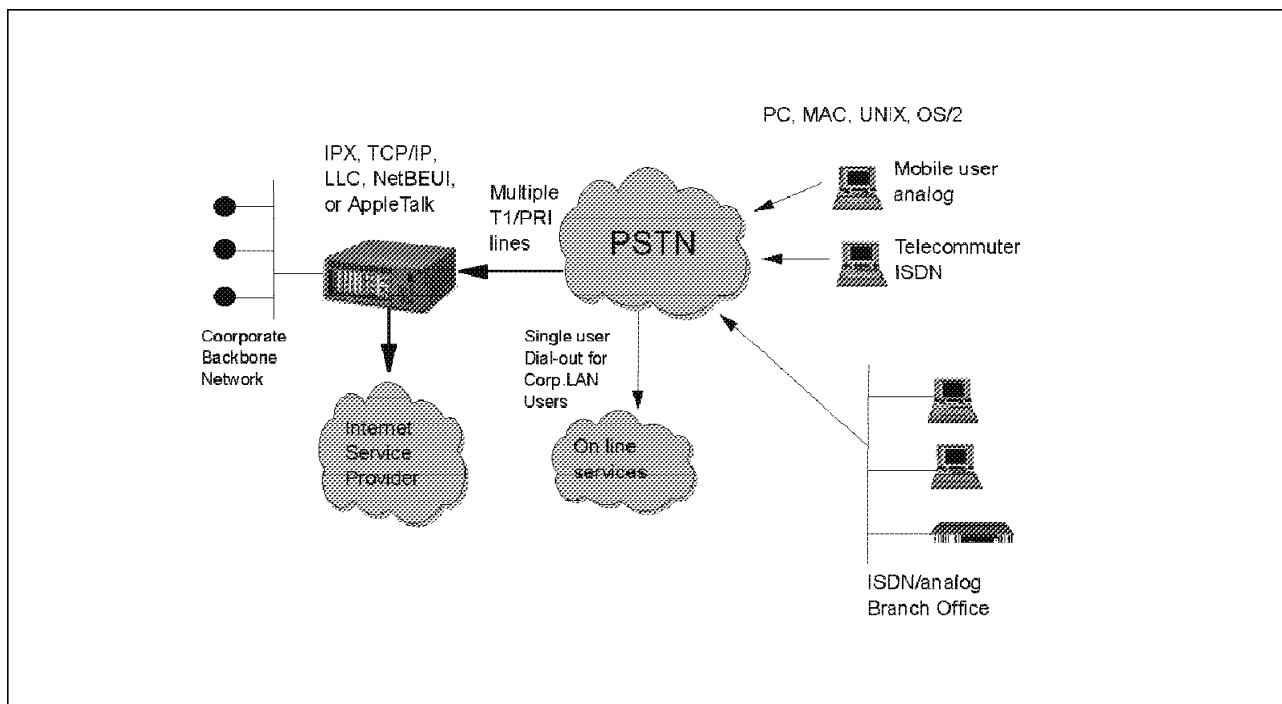 PC, MAC, UNIX, OS/2
IPX, TCP/IP,
LLC, NetBEUI,
or AppleTalk
Multiple
T1/PRI
lines
PSTN
Mobile user
analog
Telecommuter
ISDN
Coorporate
Backbone
Network
Single user
Dial-out for
Corp.LAN
Users
Internet
Service
Provider
On line
services
ISDN/analog
Branch Office